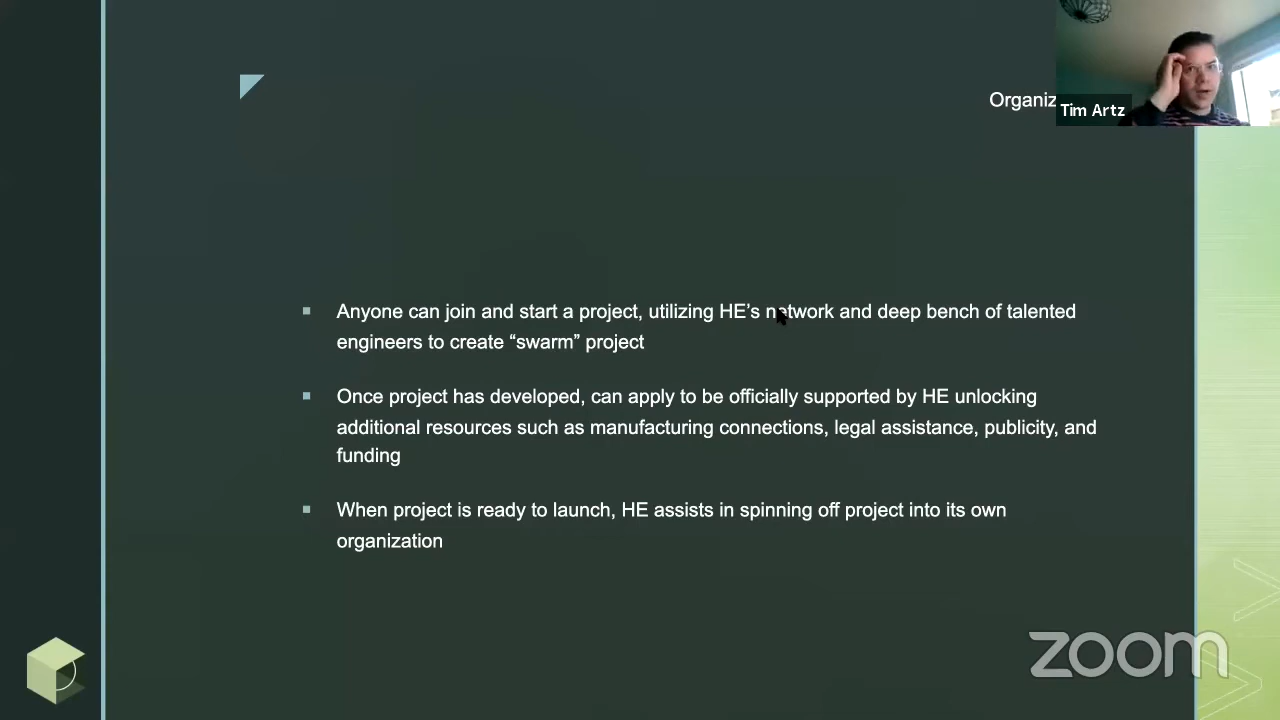 Organiz
Tim Artz
Anyone can join and start a project, utilizing HE’s network and deep bench of talented
engineers to create “swarm” project
Once project has developed, can apply to be officially supported by HE unlocking
additional resources such as manufacturing connections, legal assistance, publicity, and
funding
When project is ready to launch, HE assists in spinning off project into its own
organization
zoom